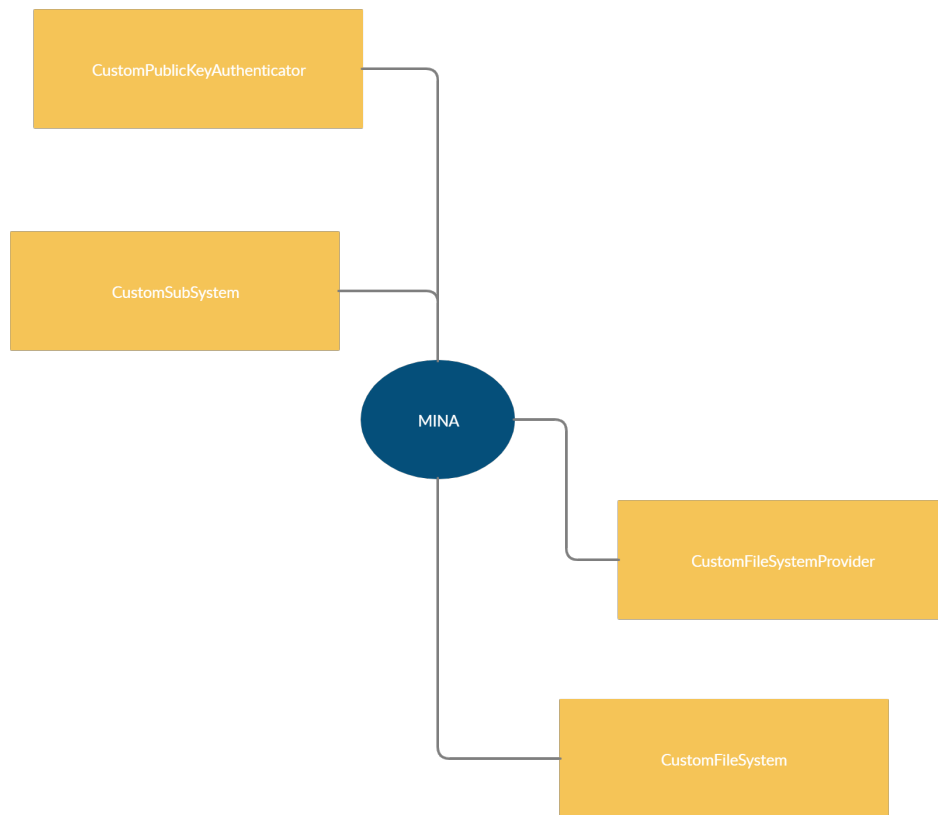 CustomPublicKeyAuthenticator
CustomSubSystem
MINA
CustomFileSystemProvider
CustomFileSystem